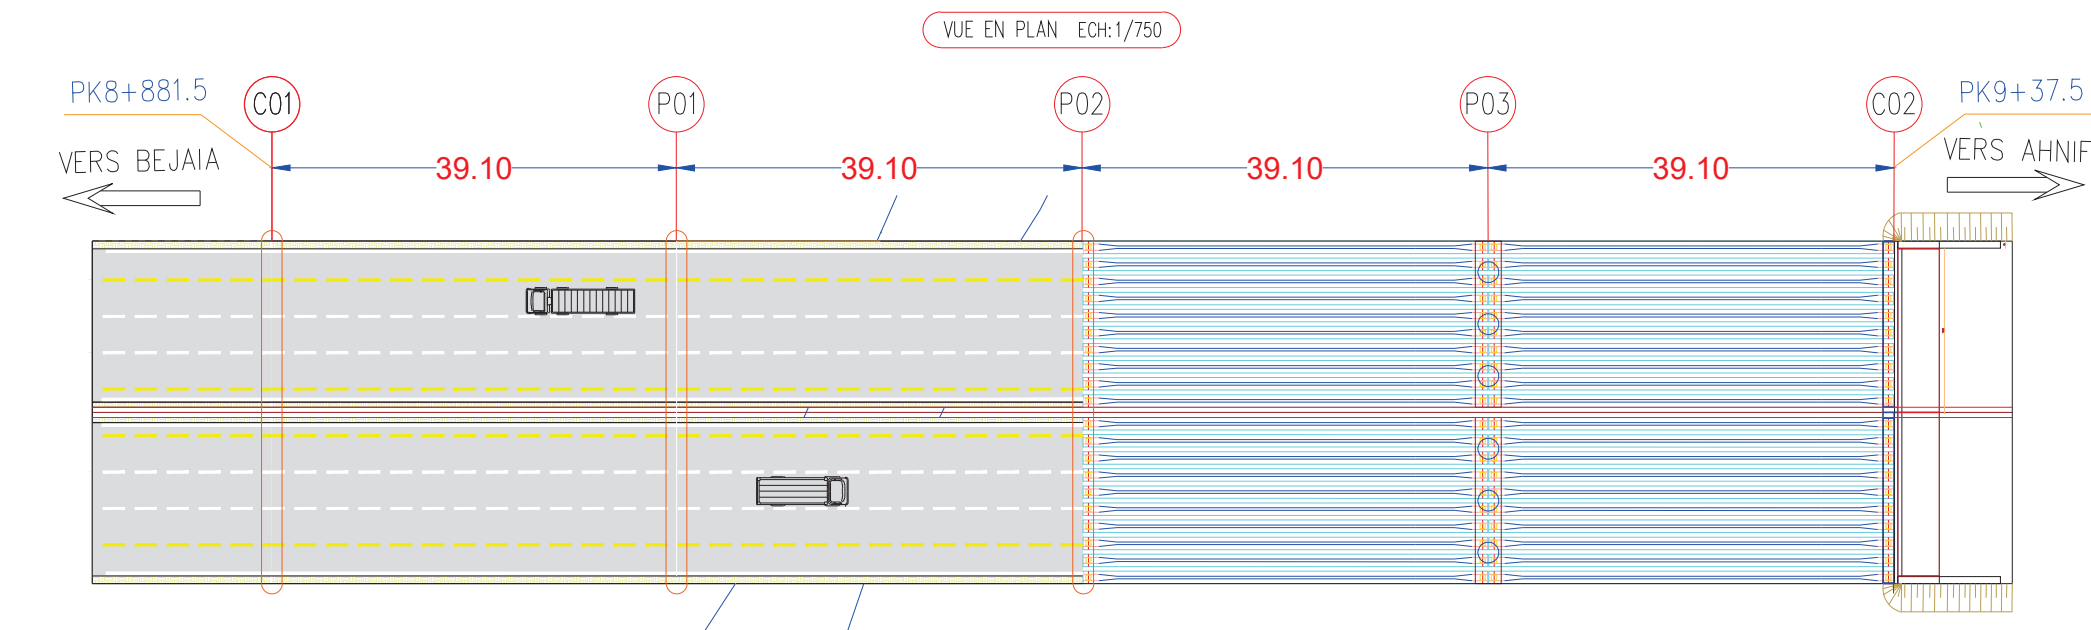 VUE EN PLAN ECH:1/750
PK8+881.5
C01
P01
P02
P03
C02
PK9+37.5
VERS BEJAIA
39.10
39.10
39.10
39.10
VERS AHNIF